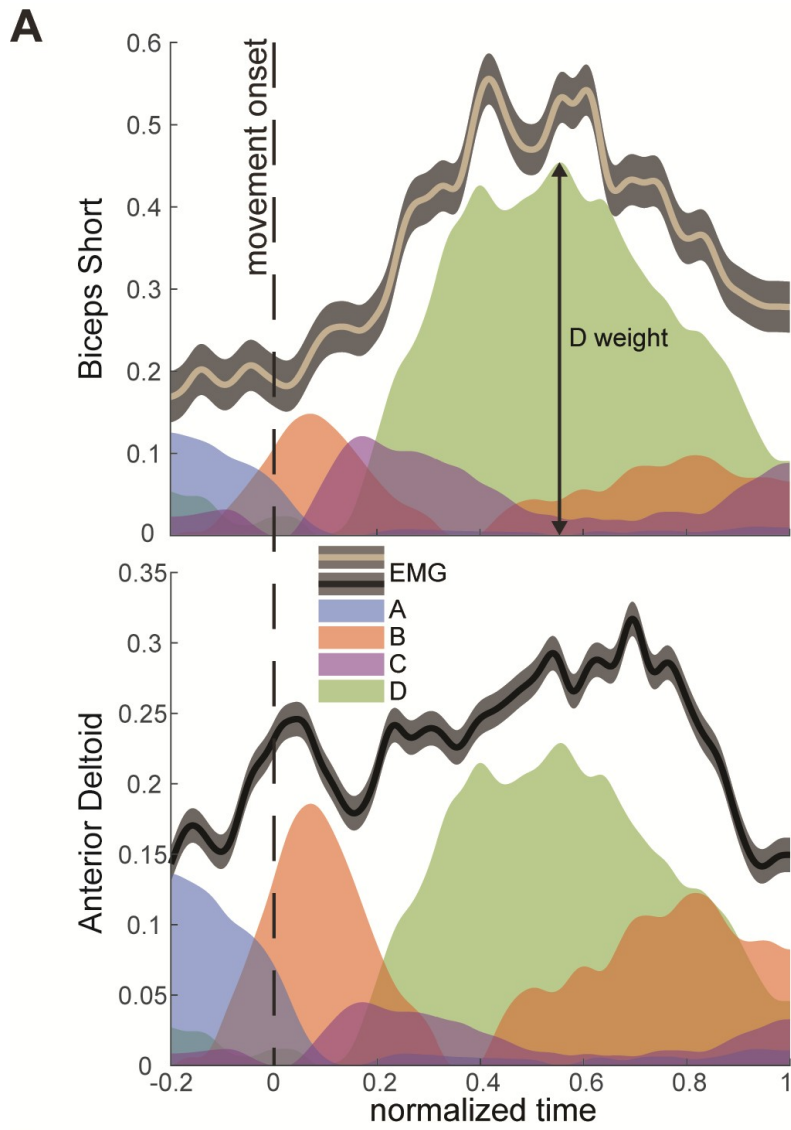 A
0.6
0.5
0.4
0.3
0.2
0.1
0
Biceps Short
movement onset
D weight
EMG
A
B
C
D
0.35
0.3
0.25
0.2
0.15
0.1
0.05
0
Anterior Deltoid
-0.2 0 0.2 0.4 0.6 0.8 1
normalized time